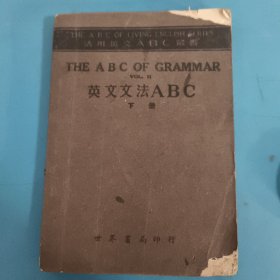 THE A B C OF LIVING ENGLISH SERIES
活用英文ABC叢書
THE A B C OF GRAMMAR
VOL. II
英文文法ABC
下册
世界書局印行